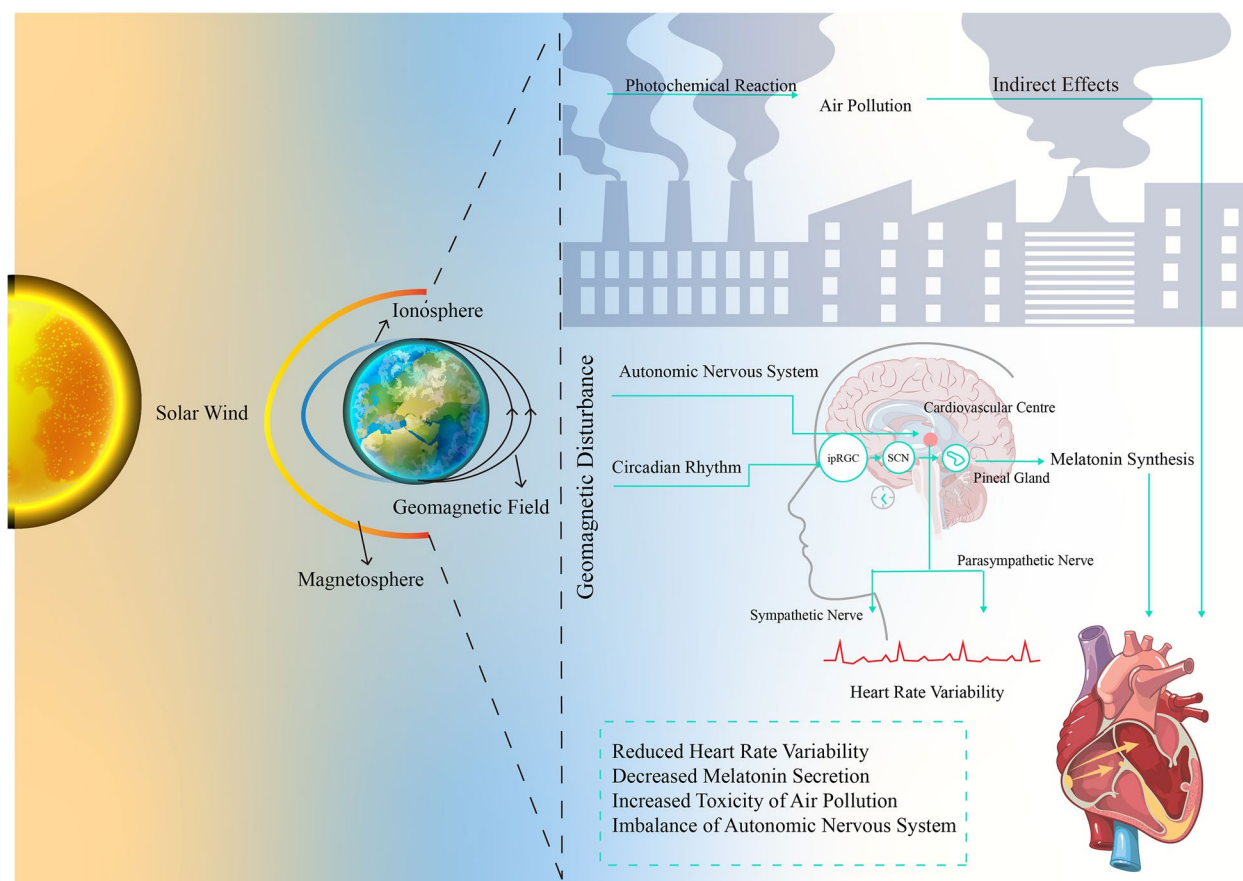 Photochemical Reaction
Air Pollution
Indirect Effects
Ionosphere
Solar Wind
Geomagnetic Field
Magnetosphere
Geomagnetic Disturbance
Autonomic Nervous System
Cardiovascular Centre
Circadian Rhythm
ipRGC
SCN
Pineal Gland
Melatonin Synthesis
Parasympathetic Nerve
Sympathetic Nerve
Heart Rate Variability
Reduced Heart Rate Variability
Decreased Melatonin Secretion
Increased Toxicity of Air Pollution
Imbalance of Autonomic Nervous System